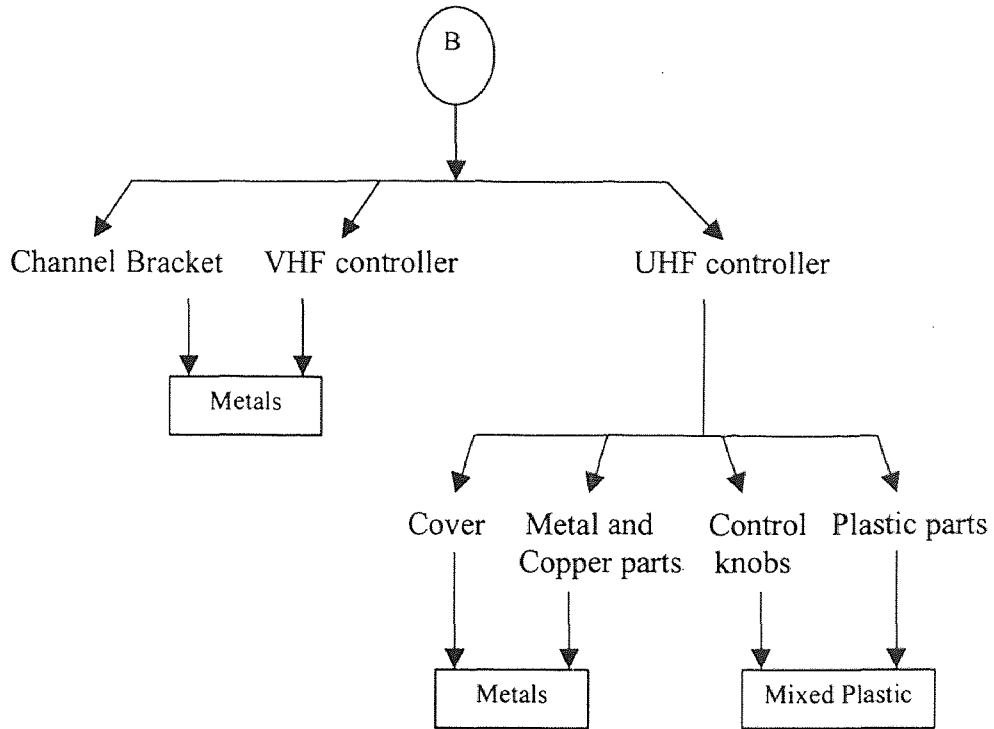 B
Channel Bracket VHF controller UHF controller
Metals
Cover Metal and Control Plastic parts
Copper parts knobs
Metals Mixed Plastic